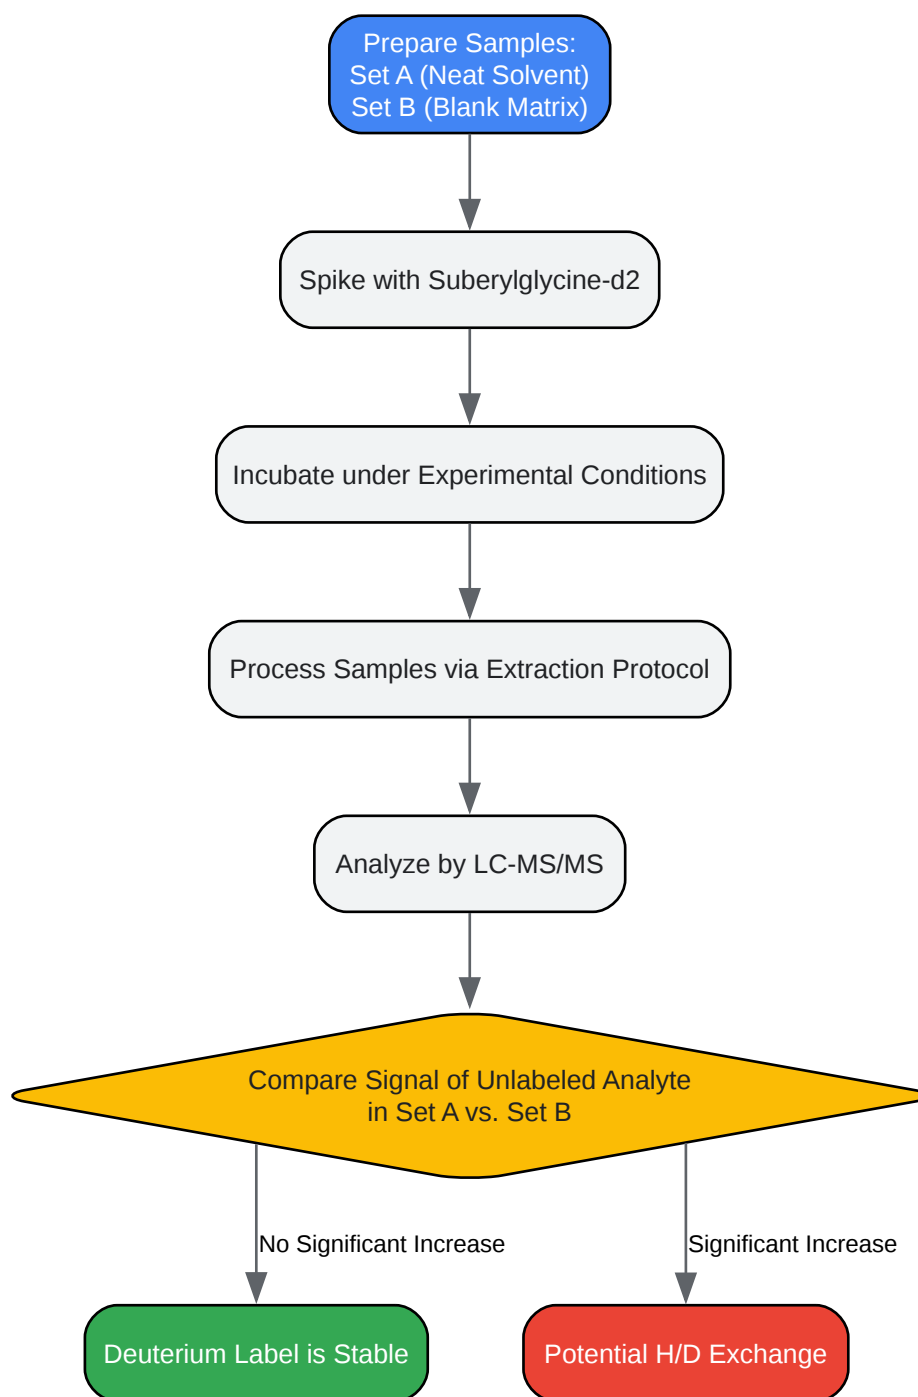 Prepare Samples:
Set A (Neat Solvent)
Set B (Blank Matrix)
Spike with Suberylglycine-d2
Incubate under Experimental Conditions
Process Samples via Extraction Protocol
Analyze by LC-MS/MS
Compare Signal of Unlabeled Analyte
in Set A vs. Set B
No Significant Increase
Significant Increase
Deuterium Label is Stable
Potential H/D Exchange